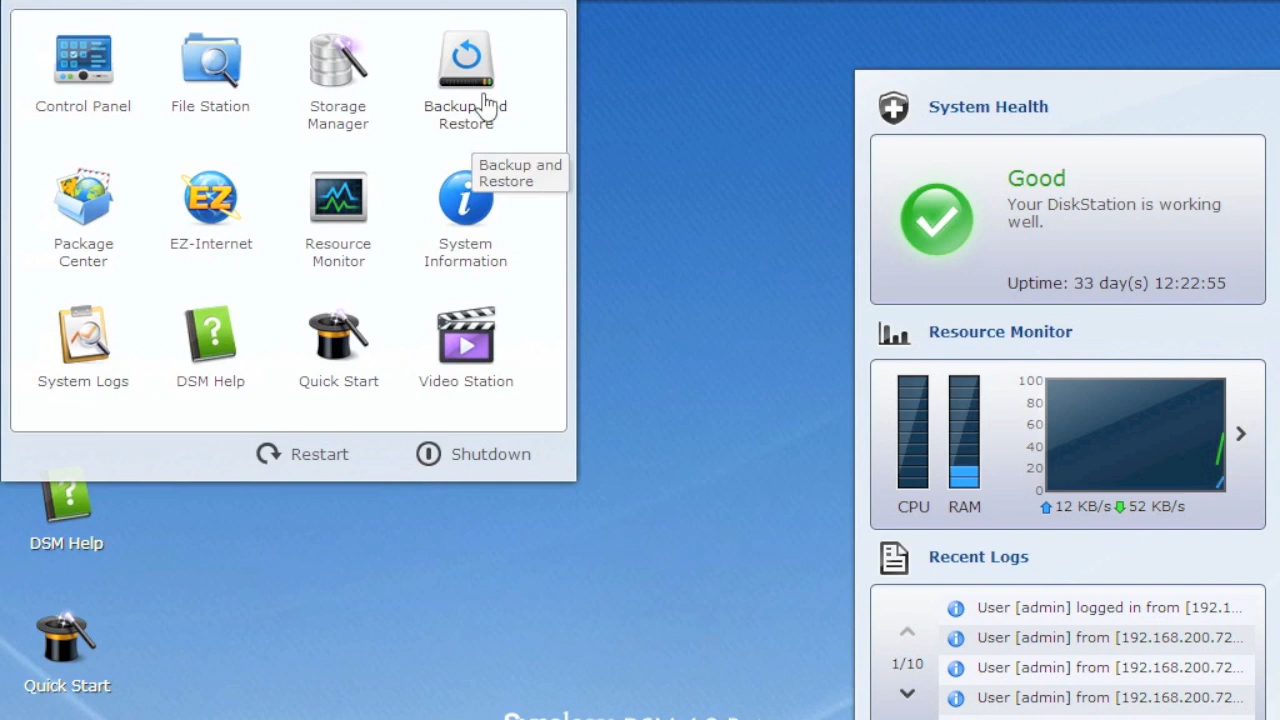 Control Panel
File Station
Storage
Manager
Backup and
Restore
Backup and
Restore
Package
Center
EZ
EZ-Internet
Resource
Monitor
System
Information
System Logs
DSM Help
Quick Start
Video Station
Restart
Shutdown
DSM Help
Quick Start
System Health
Good
Your DiskStation is working
well.
Uptime: 33 day(s) 12:22:55
Resource Monitor
100
80
60
40
20
0
CPU
RAM
12 KB/s
52 KB/s
Recent Logs
User [admin] logged in from [192.1...
User [admin] from [192.168.200.72...
1/10
User [admin] from [192.168.200.72...
User [admin] from [192.168.200.72...